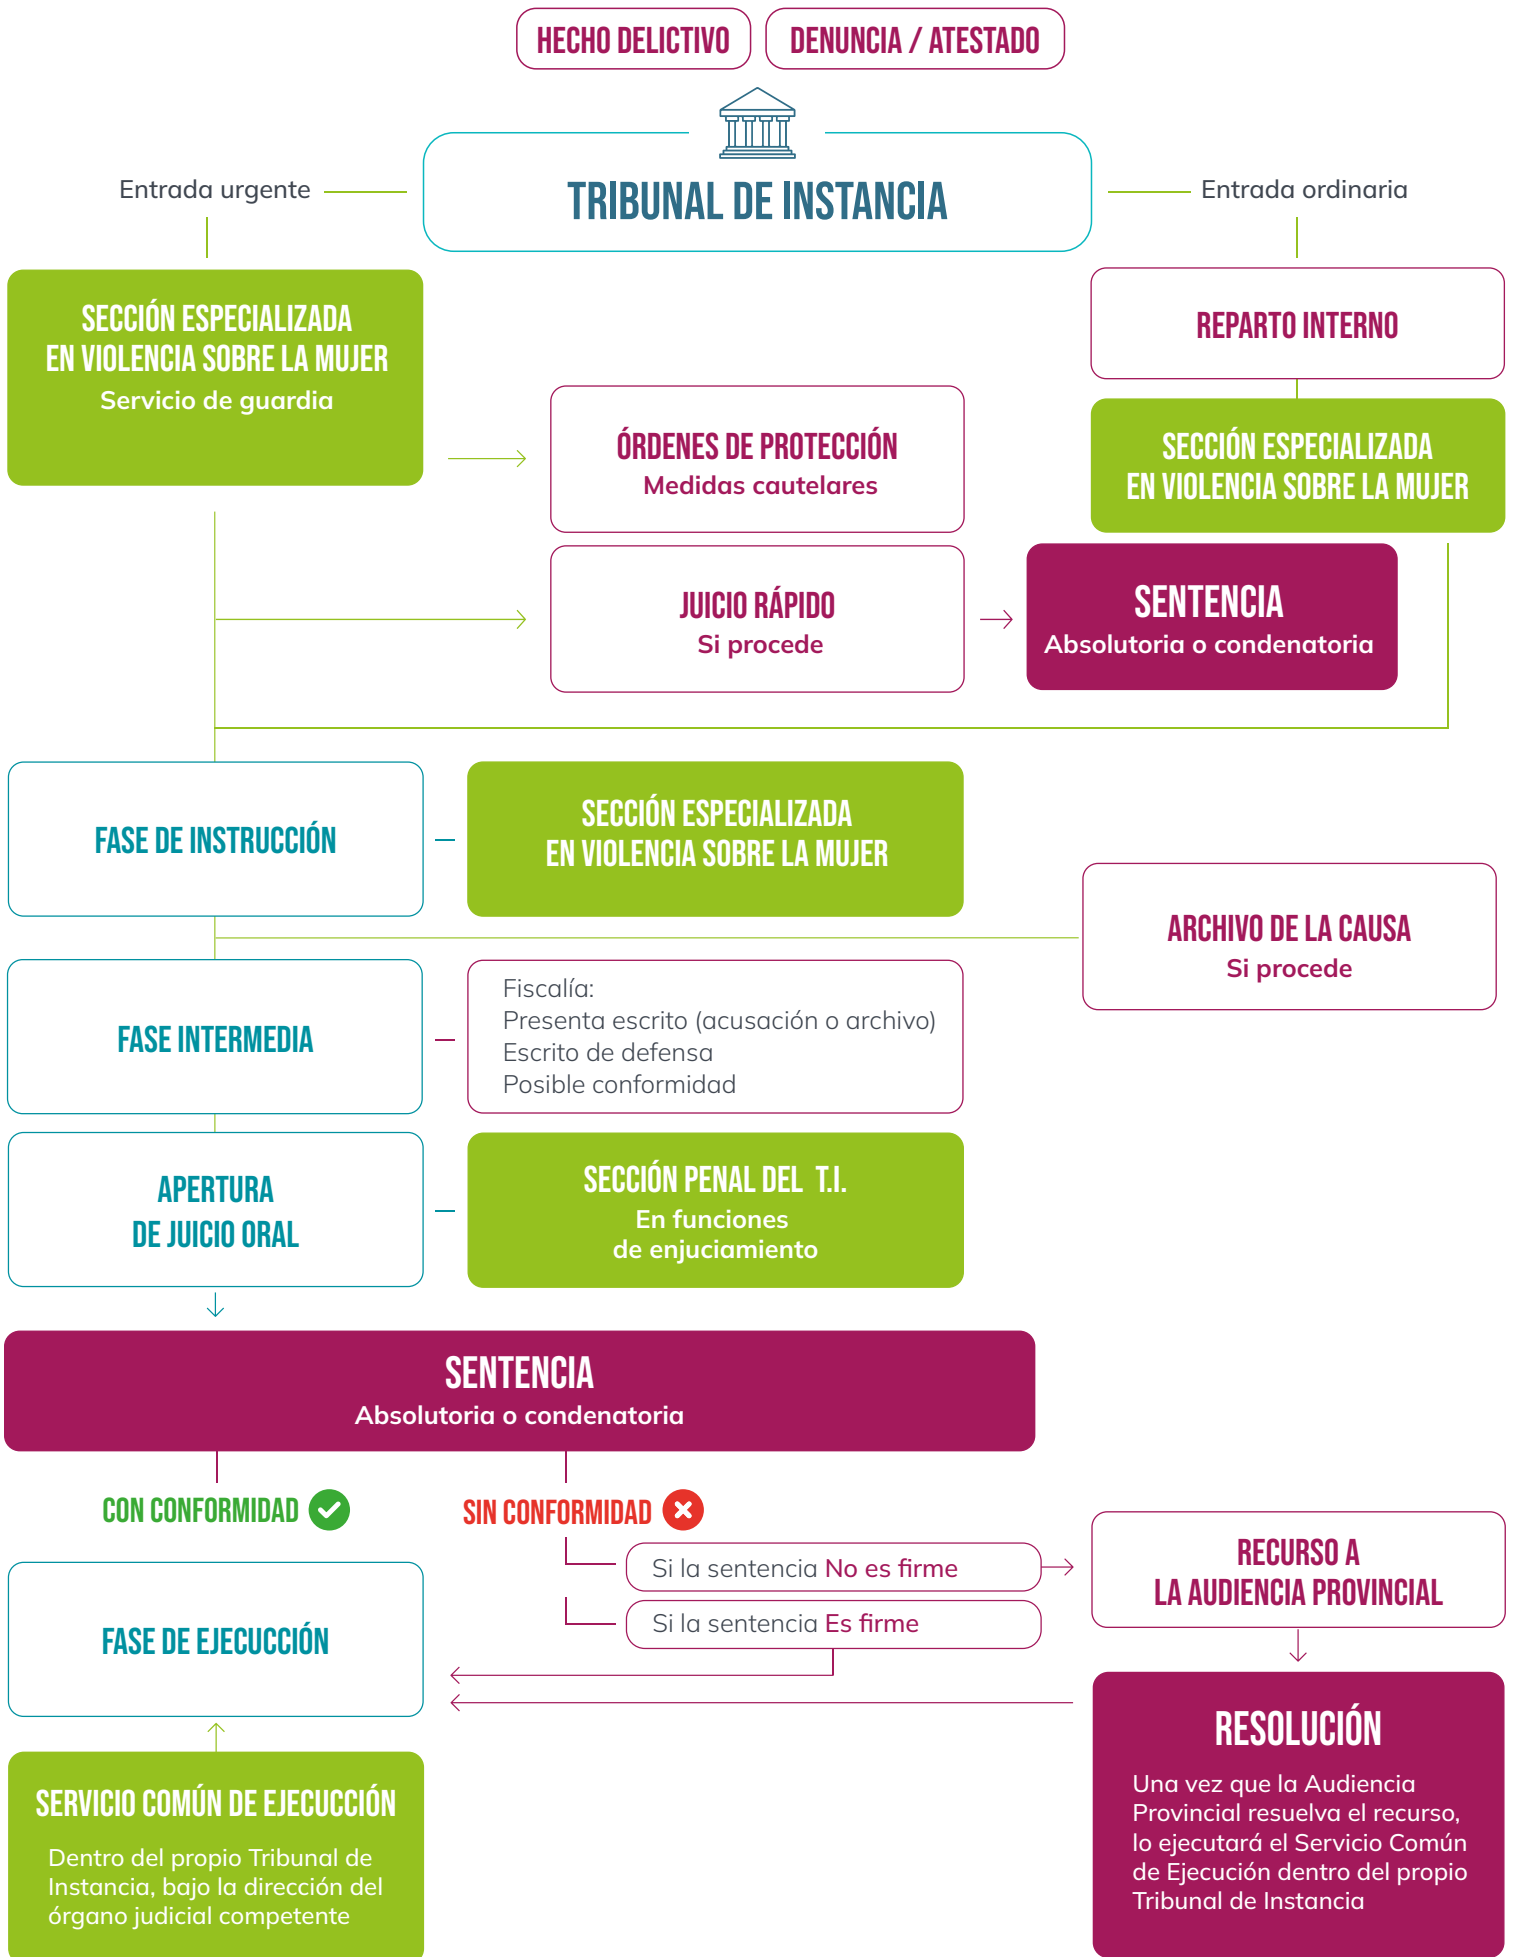 HECHO DELICTIVO
DENUNCIA / ATESTADO
TRIBUNAL DE INSTANCIA
Entrada urgente
Entrada ordinaria
SECCIÓN ESPECIALIZADA
EN VIOLENCIA SOBRE LA MUJER
Servicio de guardia
REPARTO INTERNO
ÓRDENES DE PROTECCIÓN
Medidas cautelares
SECCIÓN ESPECIALIZADA
EN VIOLENCIA SOBRE LA MUJER
JUICIO RÁPIDO
Si procede
SENTENCIA
Absolutoria o condenatoria
FASE DE INSTRUCCIÓN
SECCIÓN ESPECIALIZADA
EN VIOLENCIA SOBRE LA MUJER
ARCHIVO DE LA CAUSA
Si procede
FASE INTERMEDIA
Fiscalía:
Presenta escrito (acusación o archivo)
Escrito de defensa
Posible conformidad
APERTURA
DE JUICIO ORAL
SECCIÓN PENAL DEL T.I.
En funciones
de enjuciamiento
SENTENCIA
Absolutoria o condenatoria
CON CONFORMIDAD
SIN CONFORMIDAD
Si la sentencia No es firme
Si la sentencia Es firme
RECURSO A
LA AUDIENCIA PROVINCIAL
FASE DE EJECUCCIÓN
RESOLUCIÓN
Una vez que la Audiencia
Provincial resuelva el recurso,
lo ejecutará el Servicio Común
de Ejecución dentro del propio
Tribunal de Instancia
SERVICIO COMÚN DE EJECUCCIÓN
Dentro del propio Tribunal de
Instancia, bajo la dirección del
órgano judicial competente